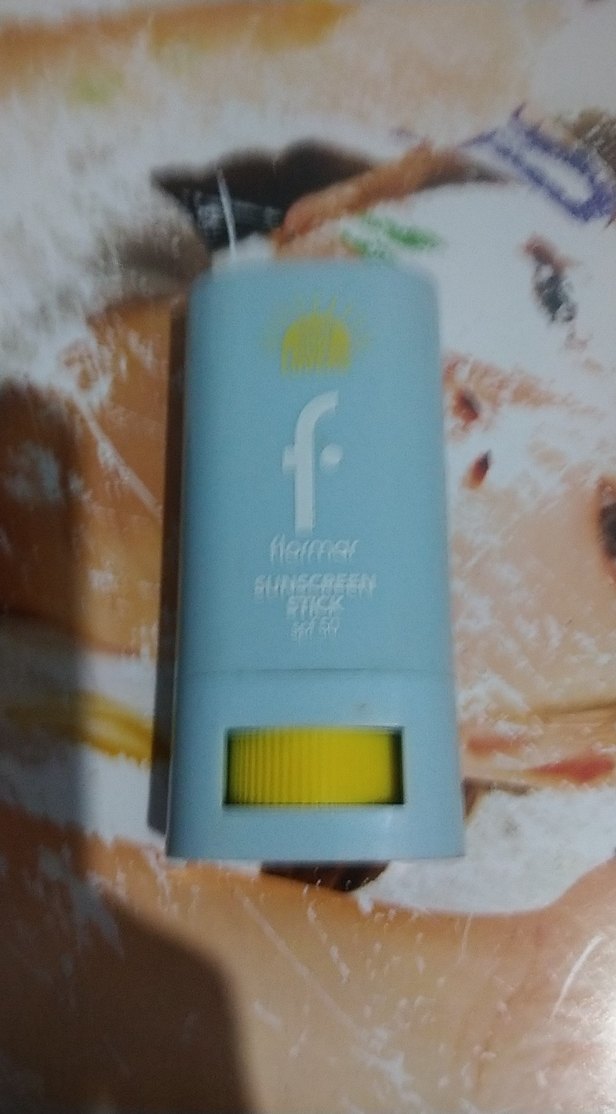 f.
flormar
SUNSCREEN
STICK
spf 50